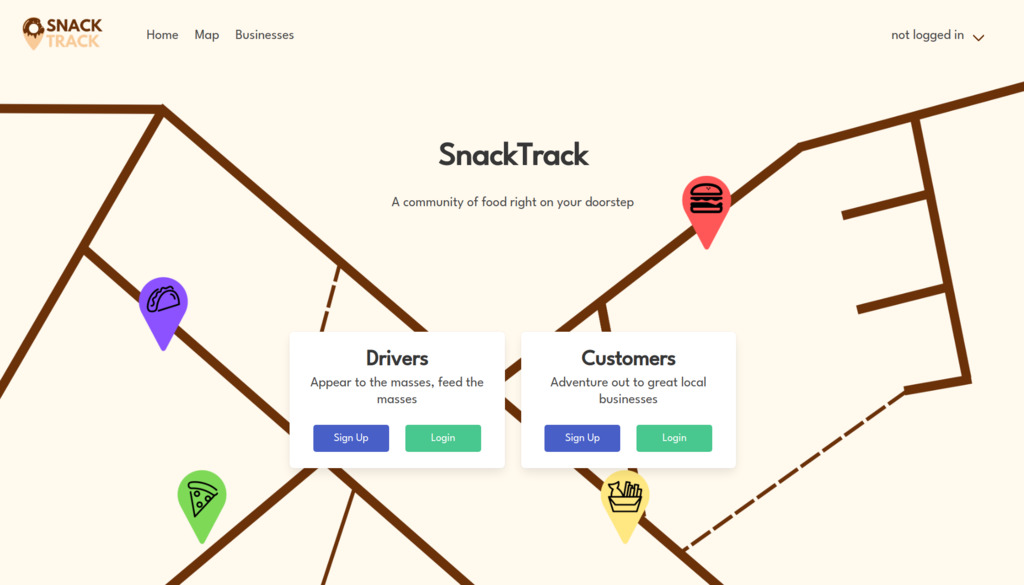 SNACK
TRACK
Home Map Businesses
not logged in
SnackTrack
A community of food right on your doorstep
Drivers
Appear to the masses, feed the
masses
Sign Up Login
Customers
Adventure out to great local
businesses
Sign Up Login